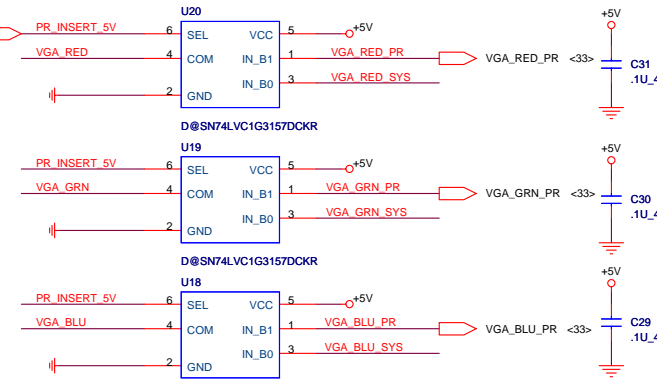 U20
+5V
PR_INSERT_5V 6 SEL VCC 5 +5V
VGA_RED 4 COM IN_B1 1 VGA_RED_PR VGA_RED_PR <33>
C31
IN_B0 3 VGA_RED_SYS
.1U_4
2 GND
D@SN74LVC1G3157DCKR
U19
+5V
PR_INSERT_5V 6 SEL VCC 5 +5V
VGA_GRN 4 COM IN_B1 1 VGA_GRN_PR VGA_GRN_PR <33>
C30
IN_B0 3 VGA_GRN_SYS
.1U_4
2 GND
D@SN74LVC1G3157DCKR
U18
+5V
PR_INSERT_5V 6 SEL VCC 5 +5V
VGA_BLU 4 COM IN_B1 1 VGA_BLU_PR VGA_BLU_PR <33>
C29
IN_B0 3 VGA_BLU_SYS
.1U_4
2 GND